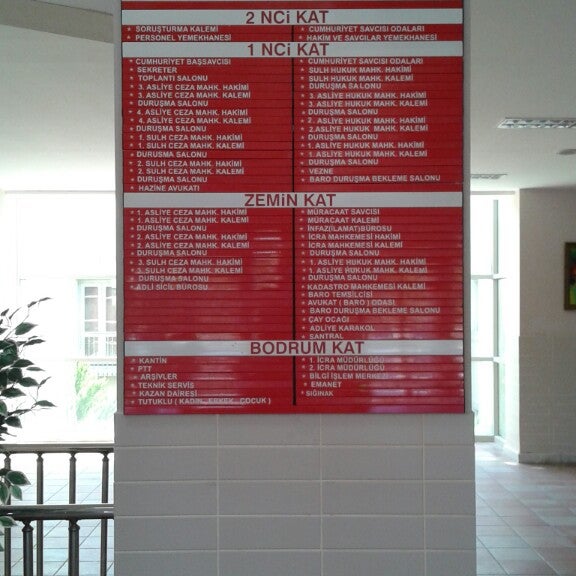 2 NCİ KAT
* SORUŞTURMA KALEMİ
* PERSONEL YEMEKHANESİ
* CUMHURİYET SAVCISI ODALARI
* HAKİM VE SAVCILAR YEMEKHANESİ
1 NCİ KAT
* CUMHURİYET BAŞSAVCISI
* SEKRETER
* TOPLANTI SALONU
* 3. ASLİYE CEZA MAHK. HAKİMİ
* 3. ASLİYE CEZA MAHK. KALEMİ
* DURUŞMA SALONU
* 4. ASLİYE CEZA MAHK. HAKİMİ
* 4. ASLİYE CEZA MAHK. KALEMİ
* DURUŞMA SALONU
* 1. SULH CEZA MAHK. HAKİMİ
* 1. SULH CEZA MAHK. KALEMİ
* DURUSMA SALONU
* 2. SULH CEZA MAHK. HAKİMİ
* 2. SULH CEZA MAHK. KALEMİ
* DURUŞMA SALONU
* HAZİNE AVUKATI
* CUMHURİYET SAVCISI ODALARI
* SULH HUKUK MAHK. HAKİMİ
* SULH HUKUK MAHK. KALEMİ
* DURUŞMA SALONU
* 3. ASLİYE HUKUK MAHK. HAKİMİ
* 3. ASLİYE HUKUK MAHK. KALEMİ
* DURUŞMA SALONU
* 2. ASLİYE HUKUK MAHK. HAKİMİ
* 2.ASLİYE HUKUK MAHK. KALEMİ
* DURUŞMA SALONU
* 1. ASLİYE HUKUK MAHK. HAKİMİ
* 1. ASLİYE HUKUK MAHK. KALEMİ
* DURUŞMA SALONU
* VEZNE
* BARO DURUŞMA BEKLEME SALONU
ZEMİN KAT
* 1. ASLİYE CEZA MAHK. HAKİMİ
* 1. ASLİYE CEZA MAHK. KALEMİ
* DURUŞMA SALONU
* 2. ASLİYE CEZA MAHK. HAKİMİ
* 2. ASLİYE CEZA MAHK. KALEMİ
* DURUŞMA SALONU
* 3. SULH CEZA MAHK. HAKİMİ
* 3. SULH CEZA MAHK. KALEMİ
* DURUSMA SALONU
* ADLİ SİCİL BÜROSU
* MÜRACAAT SAVCISI
* MÜRACAAT KALEMİ
* İNFAZ(İLAMAT)BÜROSU
* İCRA MAHKEMESİ HAKİMİ
* İCRA MAHKEMESİ KALEMİ
* DURUŞMA SALONU
* 1. ASLİYE HUKUK MAHK. HAKİMİ
* 1. ASLİYE HUKUK MAHK. KALEMİ
* DURUŞMA SALONU
* KADASTRO MAHKEMESİ KALEMİ
* BARO TEMSİLCİSİ
* AVUKAT ( BARO ) ODASI
* BARO DURUŞMA BEKLEME SALONU
* ÇAY OCAĞI
* ADLİYE KARAKOL
* SANTRAL
BODRUM KAT
* KANTİN
* PTT
* ARŞİVLER
* TEKNİK SERVİS
* KAZAN DAİRESİ
* TUTUKLU ( KADIN, ERKEK, ÇOCUK )
* 1. İCRA MÜDÜRLÜĞÜ
* 2. İCRA MÜDÜRLÜĞÜ
* BİLGİ İŞLEM MERKEZİ
* EMANET
* SIĞINAK